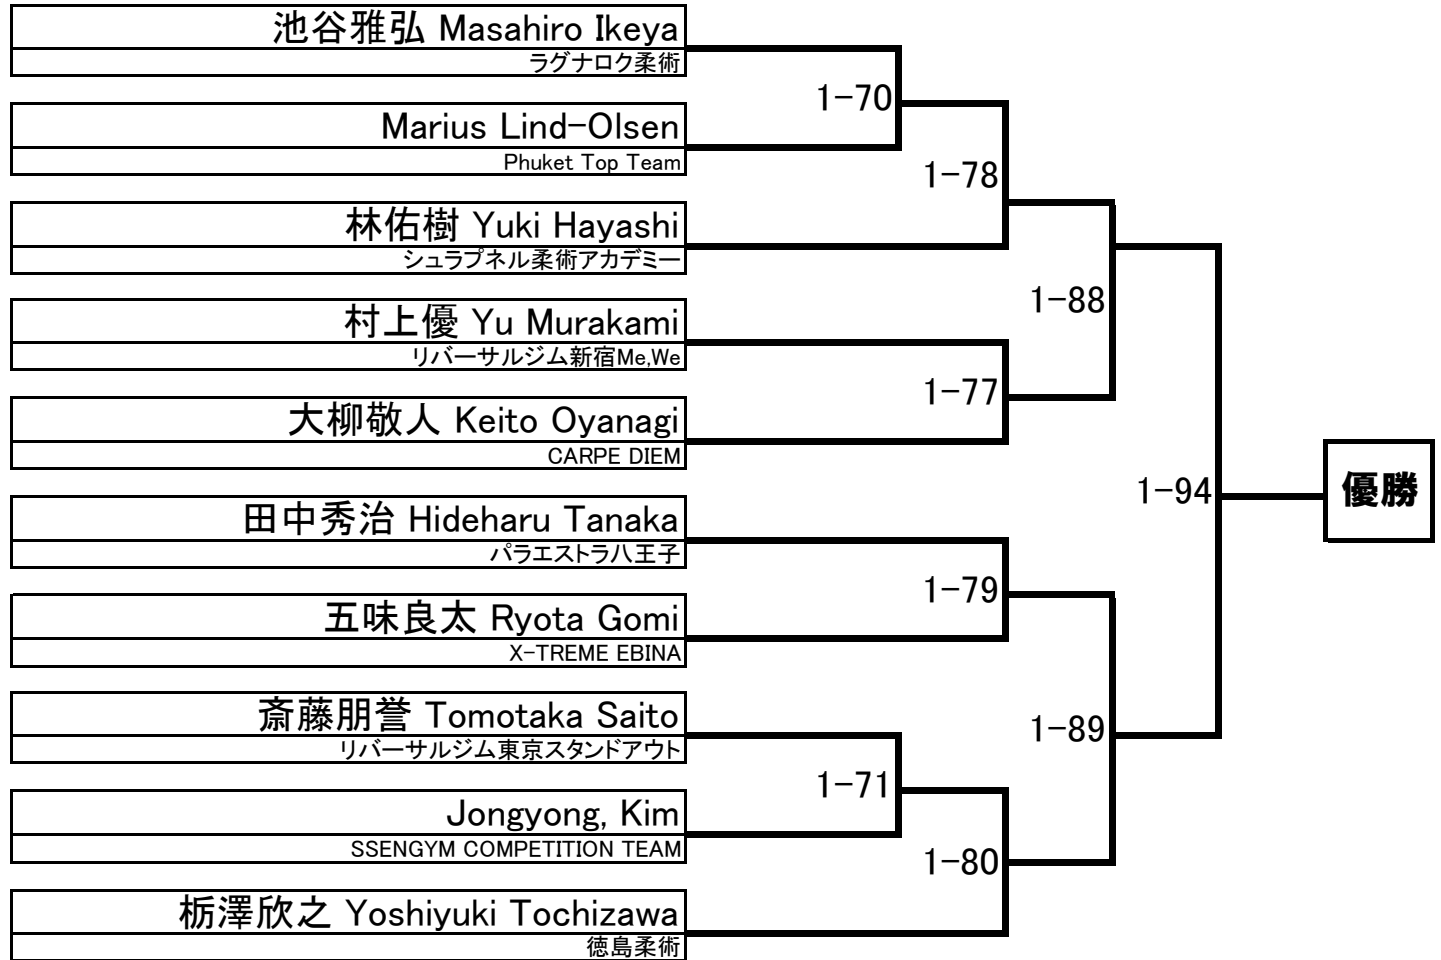 池谷雅弘 Masahiro Ikeya
ラグナロク柔術
1-70
Marius Lind-Olsen
Phuket Top Team
1-78
林佑樹 Yuki Hayashi
シュラプネル柔術アカデミー
1-88
村上優 Yu Murakami
リバーサルジム新宿Me,We
1-77
大柳敬人 Keito Oyanagi
CARPE DIEM
1-94
優勝
田中秀治 Hideharu Tanaka
パラエストラ八王子
1-79
五味良太 Ryota Gomi
X-TREME EBINA
斎藤朋誉 Tomotaka Saito
リバーサルジム東京スタンドアウト
1-89
1-71
Jongyong, Kim
SSENGYM COMPETITION TEAM
1-80
栃澤欣之 Yoshiyuki Tochizawa
徳島柔術